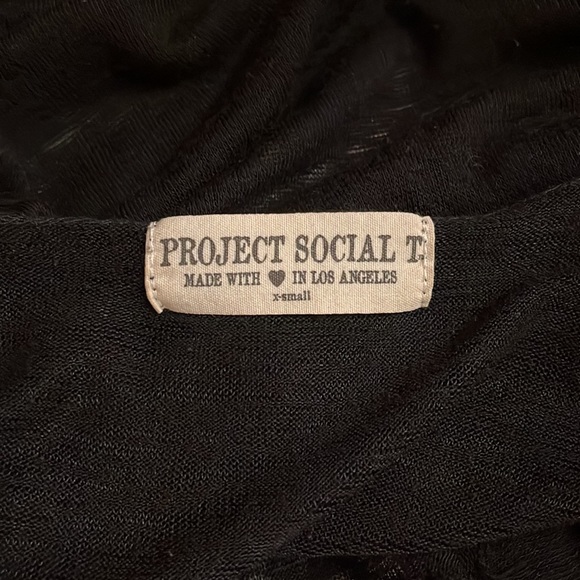 PROJECT SOCIAL T.
MADE WITH ♥ IN LOS ANGELES
x-small